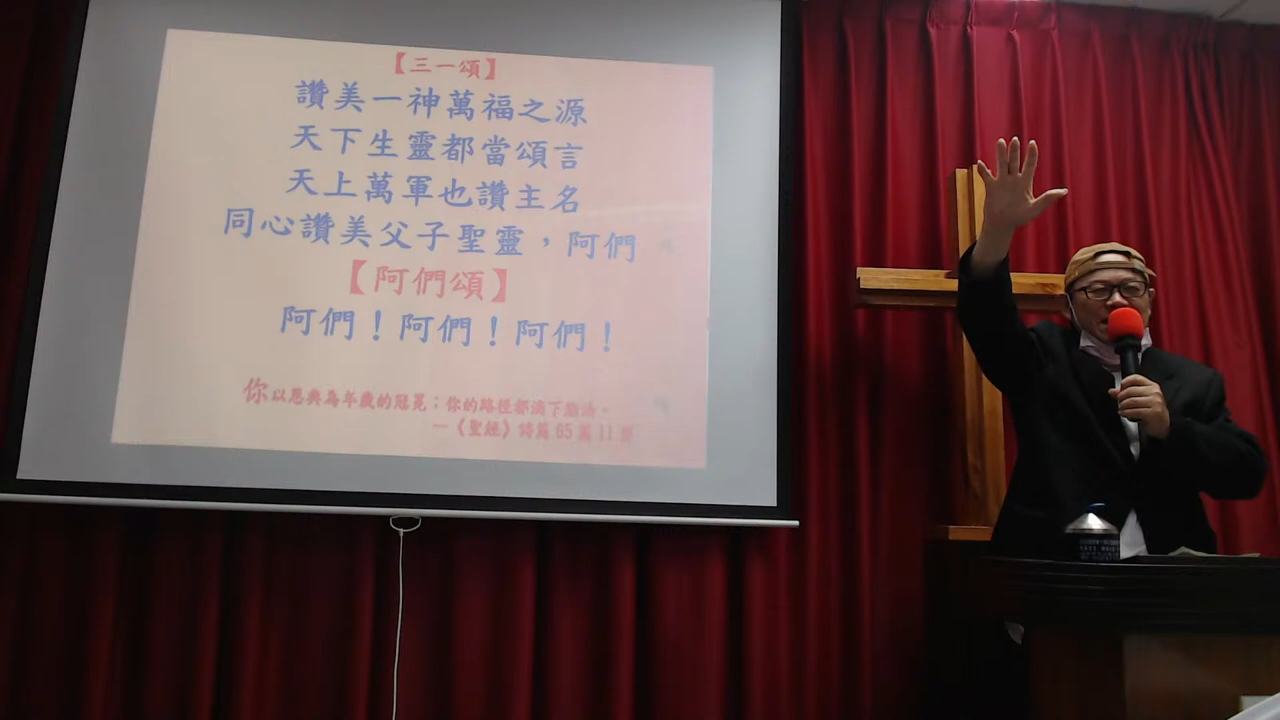 【三一頌】
讚美一神萬福之源
天下生靈都當頌言
天上萬軍也讚主名
同心讚美父子聖靈，阿們
【阿們頌】
阿們！阿們！阿們！
你以恩典為年歲的冠冕；你的路徑都滴下脂油。
—《聖經》詩篇 65 篇 11 節